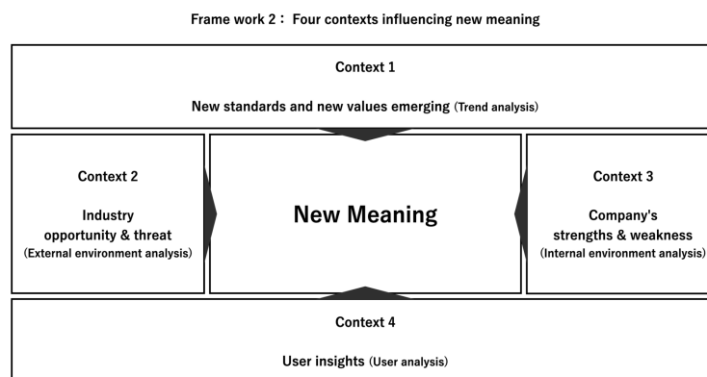 Frame work 2： Four contexts influencing new meaning
Context 1
New standards and new values emerging (Trend analysis)
Context 2
Industry
opportunity & threat
(External environment analysis)
New Meaning
Context 3
Company's
strengths & weakness
(Internal environment analysis)
Context 4
User insights (User analysis)